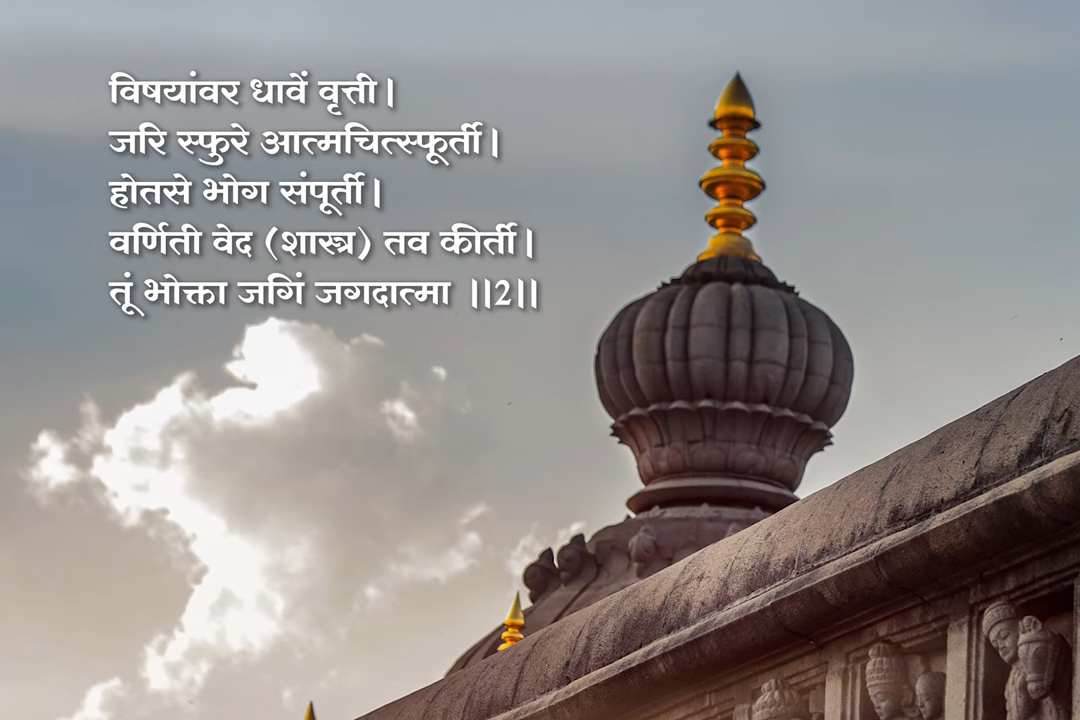 विषयांवर धावें वृत्ती।
जरि स्फुरे आत्मचित्स्फूर्ती।
होतसे भोग संपूर्ती।
वर्णिती वेद (शास्त्र) तव कीर्ती।
तूं भोक्ता जगिं जगदात्मा ॥2॥